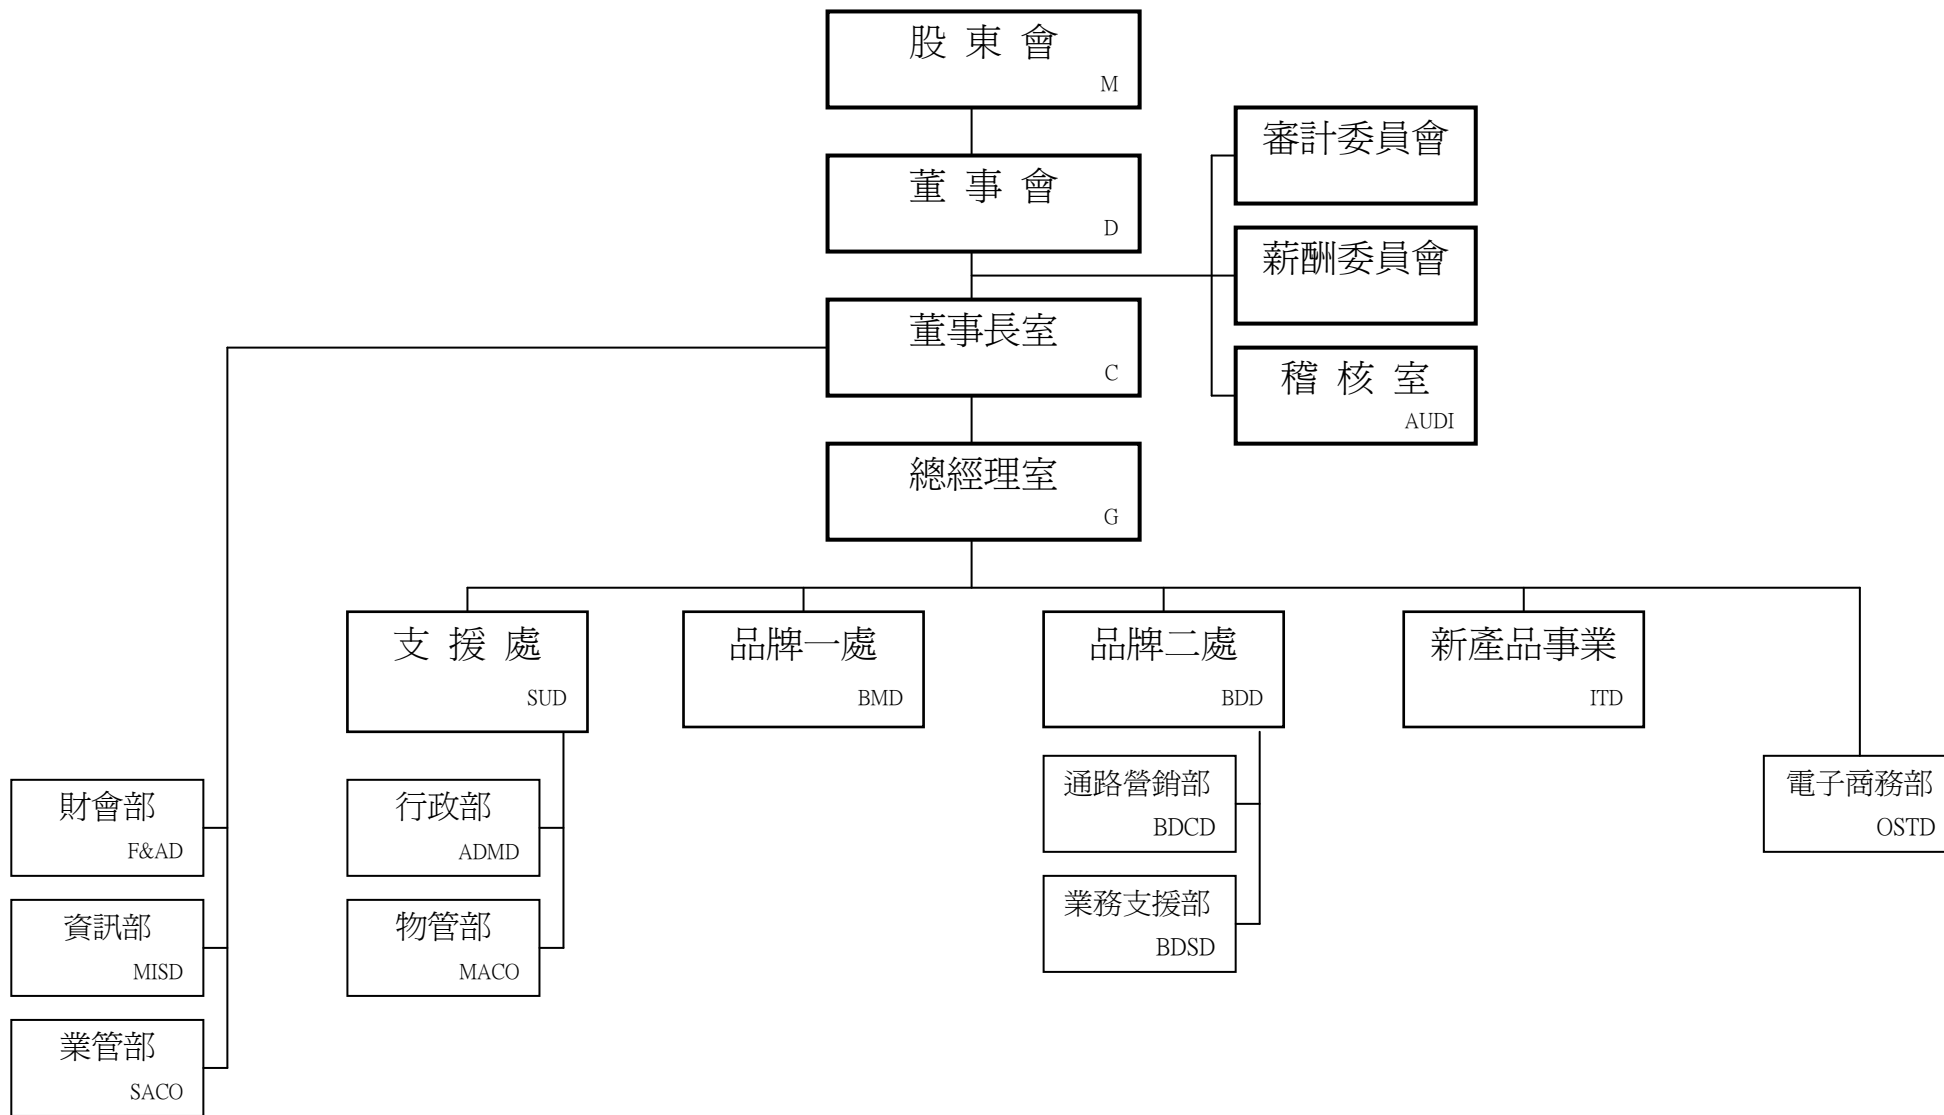 股 東 會
M
審計委員會
董 事 會
D
薪酬委員會
董事長室
C
稽 核 室
AUDI
總經理室
G
支 援 處
SUD
品牌一處
BMD
品牌二處
BDD
新產品事業
ITD
財會部
F&AD
行政部
ADMD
通路營銷部
BDCD
電子商務部
OSTD
資訊部
MISD
物管部
MACO
業務支援部
BDSD
業管部
SACO